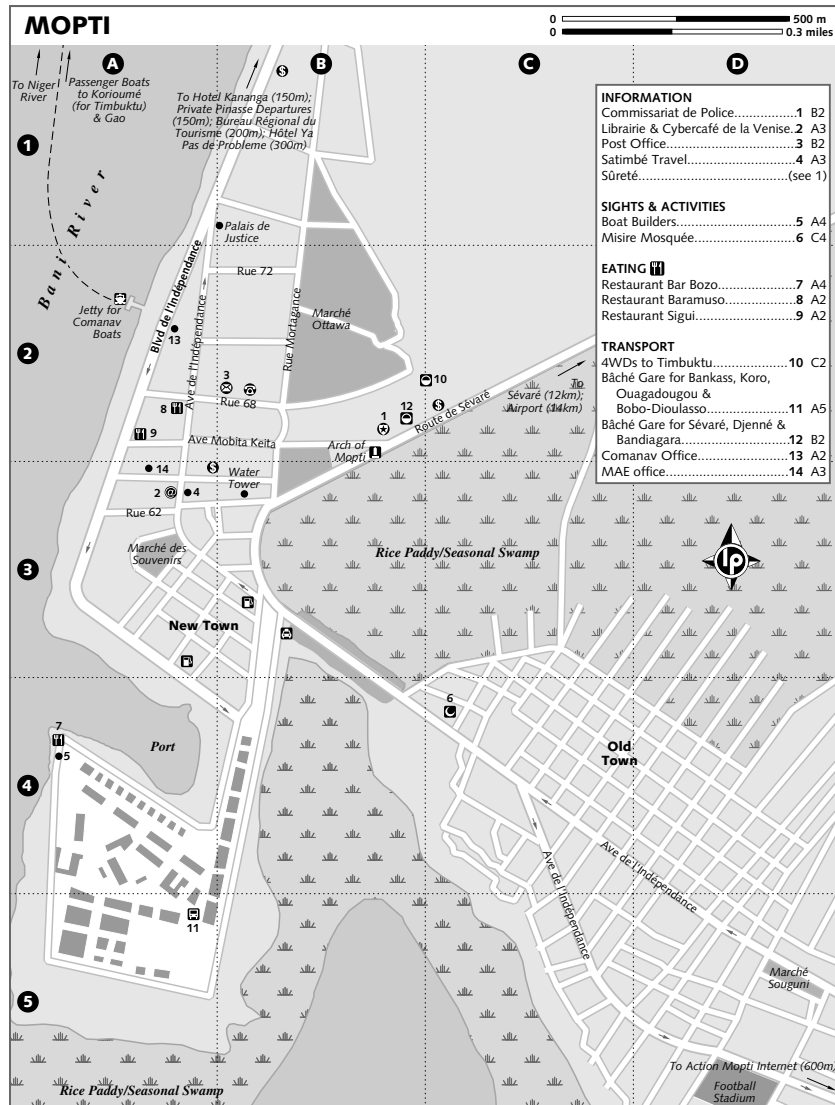 MOPTI
0 500 m
0 0.3 miles
A
B
C
D
1
2
3
4
5
To Niger
River
Passenger Boats
to Korioumé
(for Timbuktu)
& Gao
To Hotel Kananga (150m);
Private Pinasse Departures
(150m); Bureau Régional du
Tourisme (200m); Hôtel Ya
Pas de Probleme (300m)
$
INFORMATION
Commissariat de Police.................1 B2
Librairie & Cybercafé de la Venise..2 A3
Post Office....................................3 B2
Satimbé Travel..............................4 A3
Sûreté.....................................(see 1)
SIGHTS & ACTIVITIES
Boat Builders................................5 A4
Misire Mosquée............................6 C4
EATING
Restaurant Bar Bozo.....................7 A4
Restaurant Baramuso....................8 A2
Restaurant Sigui...........................9 A2
TRANSPORT
4WDs to Timbuktu......................10 C2
Bâché Gare for Bankass, Koro,
Ouagadougou &
Bobo-Dioulasso.......................11 A5
Bâché Gare for Sévaré, Djenné &
Bandiagara..............................12 B2
Comanav Office..........................13 A2
MAE office..................................14 A3
Bani River
Palais de
Justice
Rue 72
Blvd de l'Indépendance
Ave de l'Indépendance
Rue Mortagance
Marché
Ottawa
Jetty for
Comanav
Boats
13
3
Rue 68
8
9
Ave Mobita Keita
10
12
1
$
Route de Sévaré
To
Sévaré (12km);
Airport (14km)
Arch of
Mopti
14
$
Water
Tower
2 @
4
Rue 62
Marché des
Souvenirs
Rice Paddy/Seasonal Swamp
lp
New Town
6
7
5
Port
Old
Town
Ave de l'Indépendance
Ave de l'Indépendance
11
Marché
Souguni
To Action Mopti Internet (600m)
Football
Stadium
Rice Paddy/Seasonal Swamp